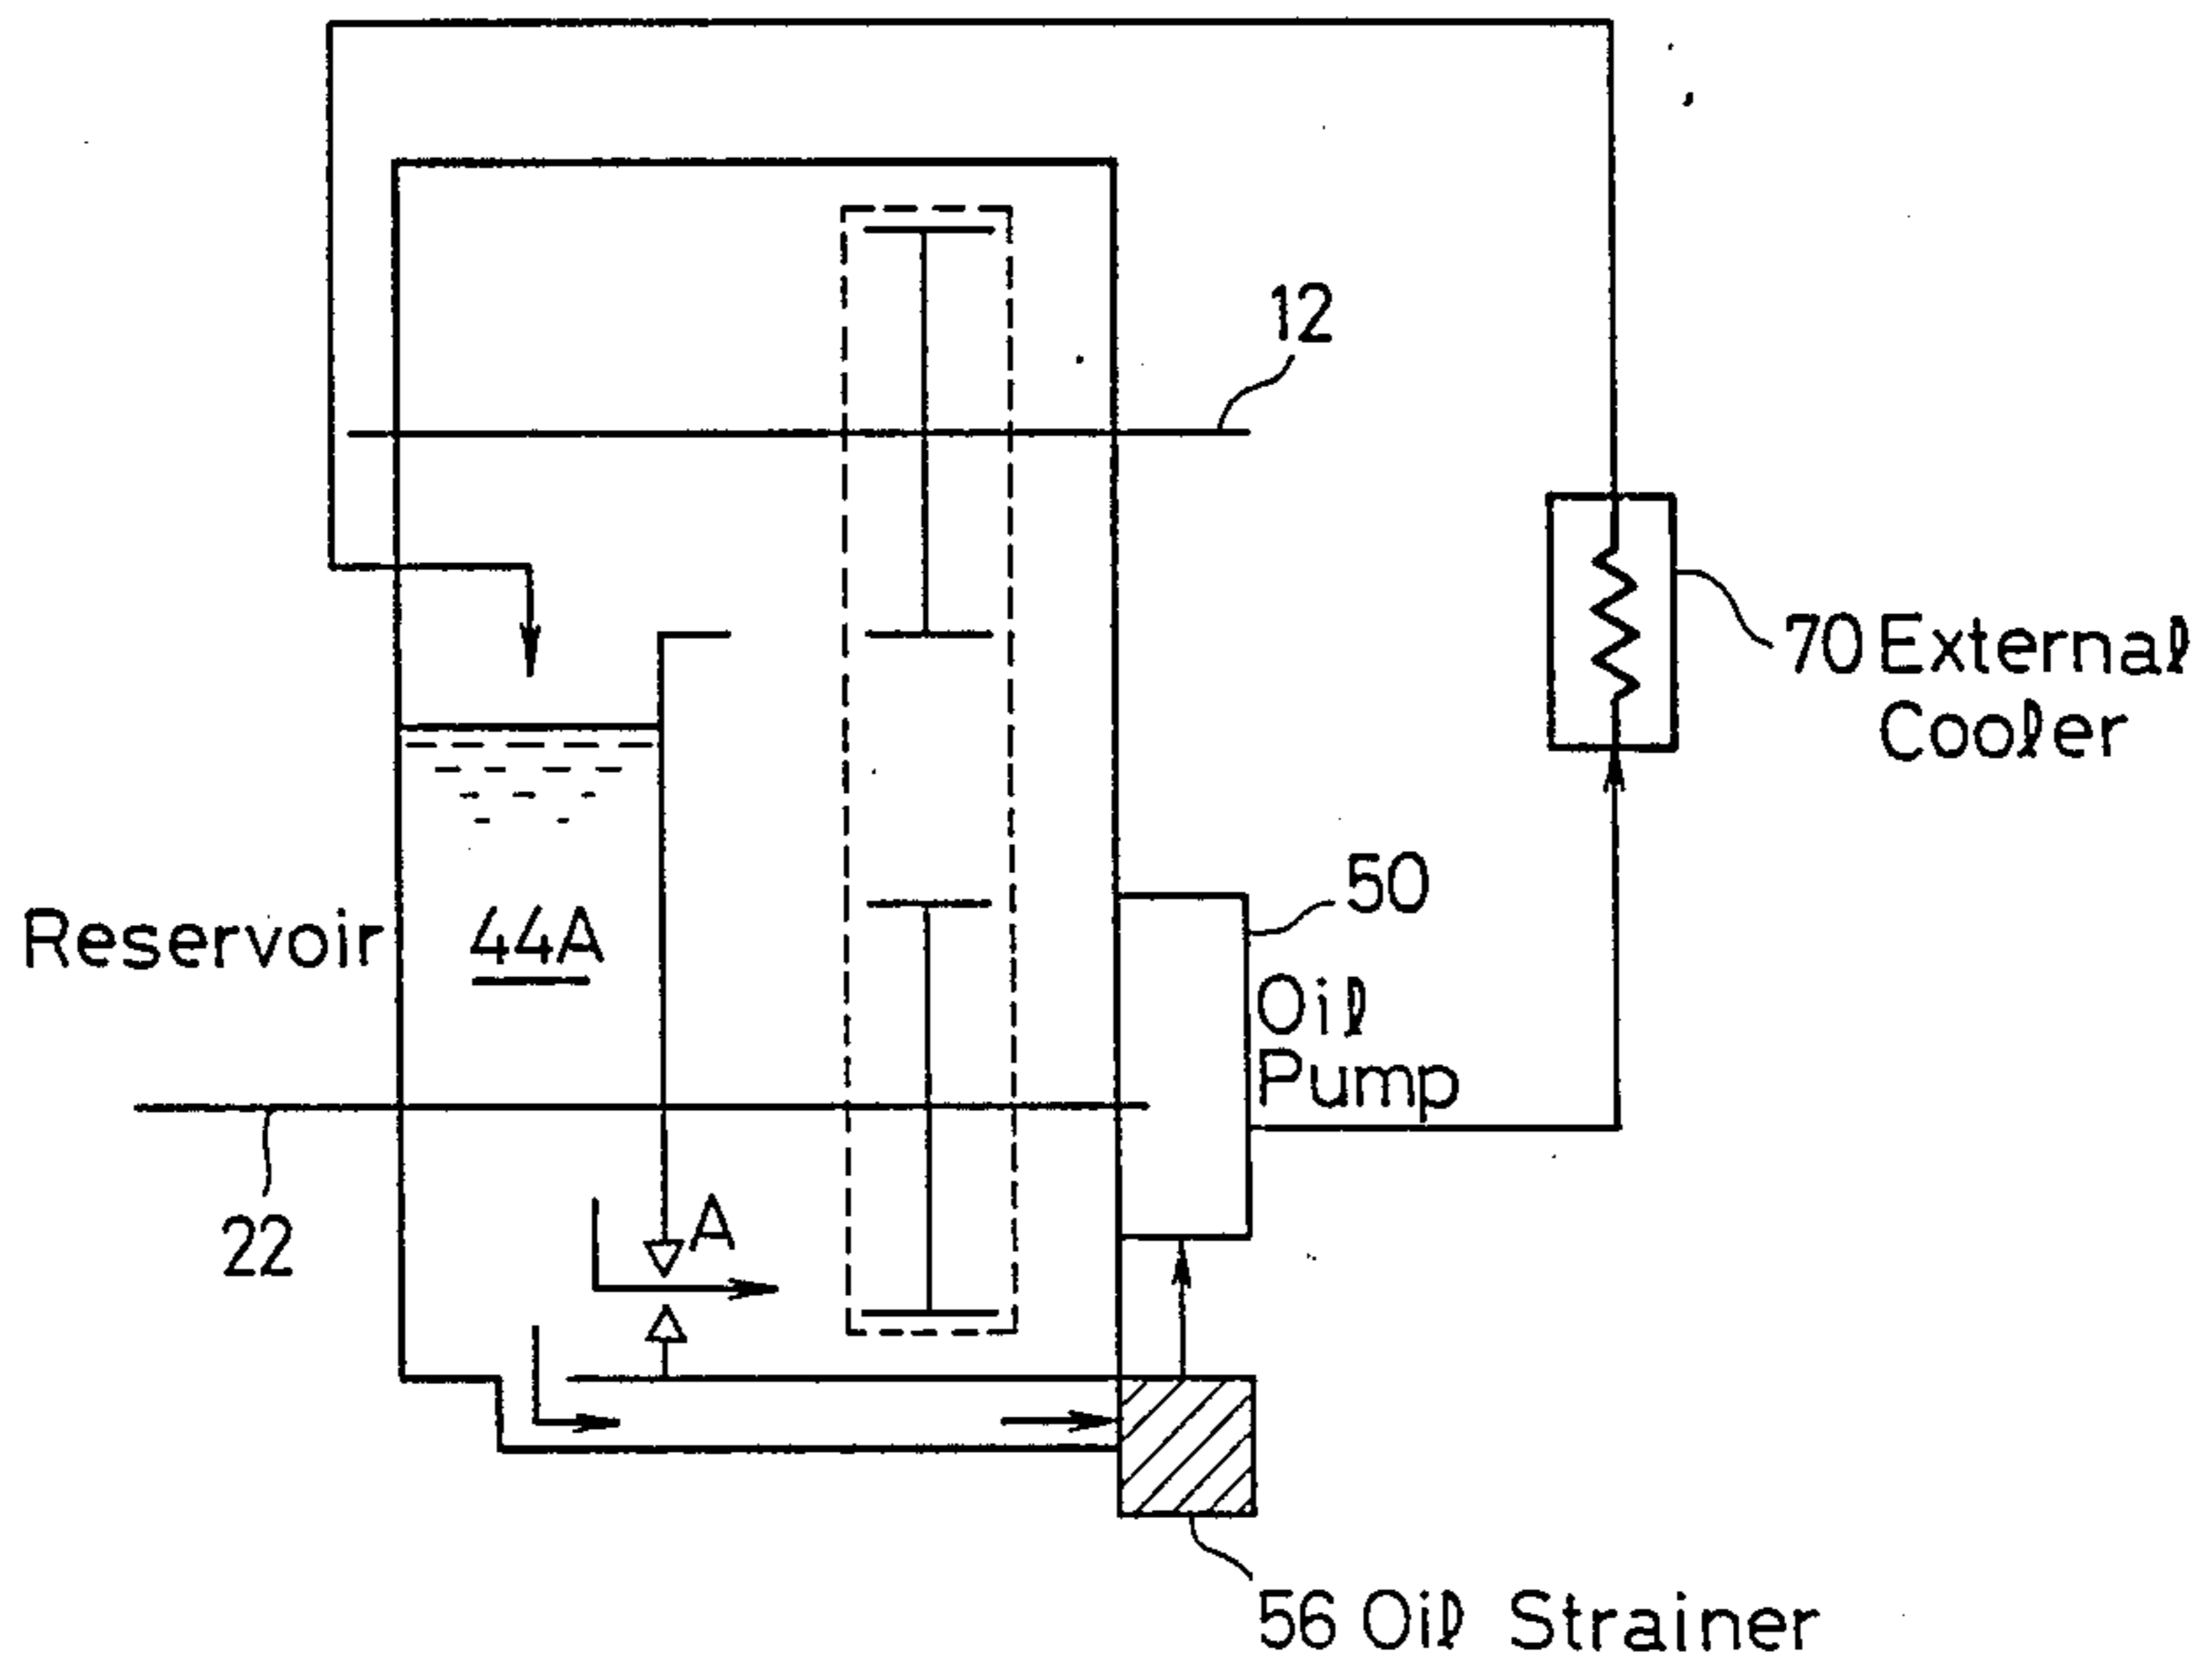 12
70 External
Cooler
50
Reservoir 44A
Oil
Pump
A
22
56 Oil Strainer